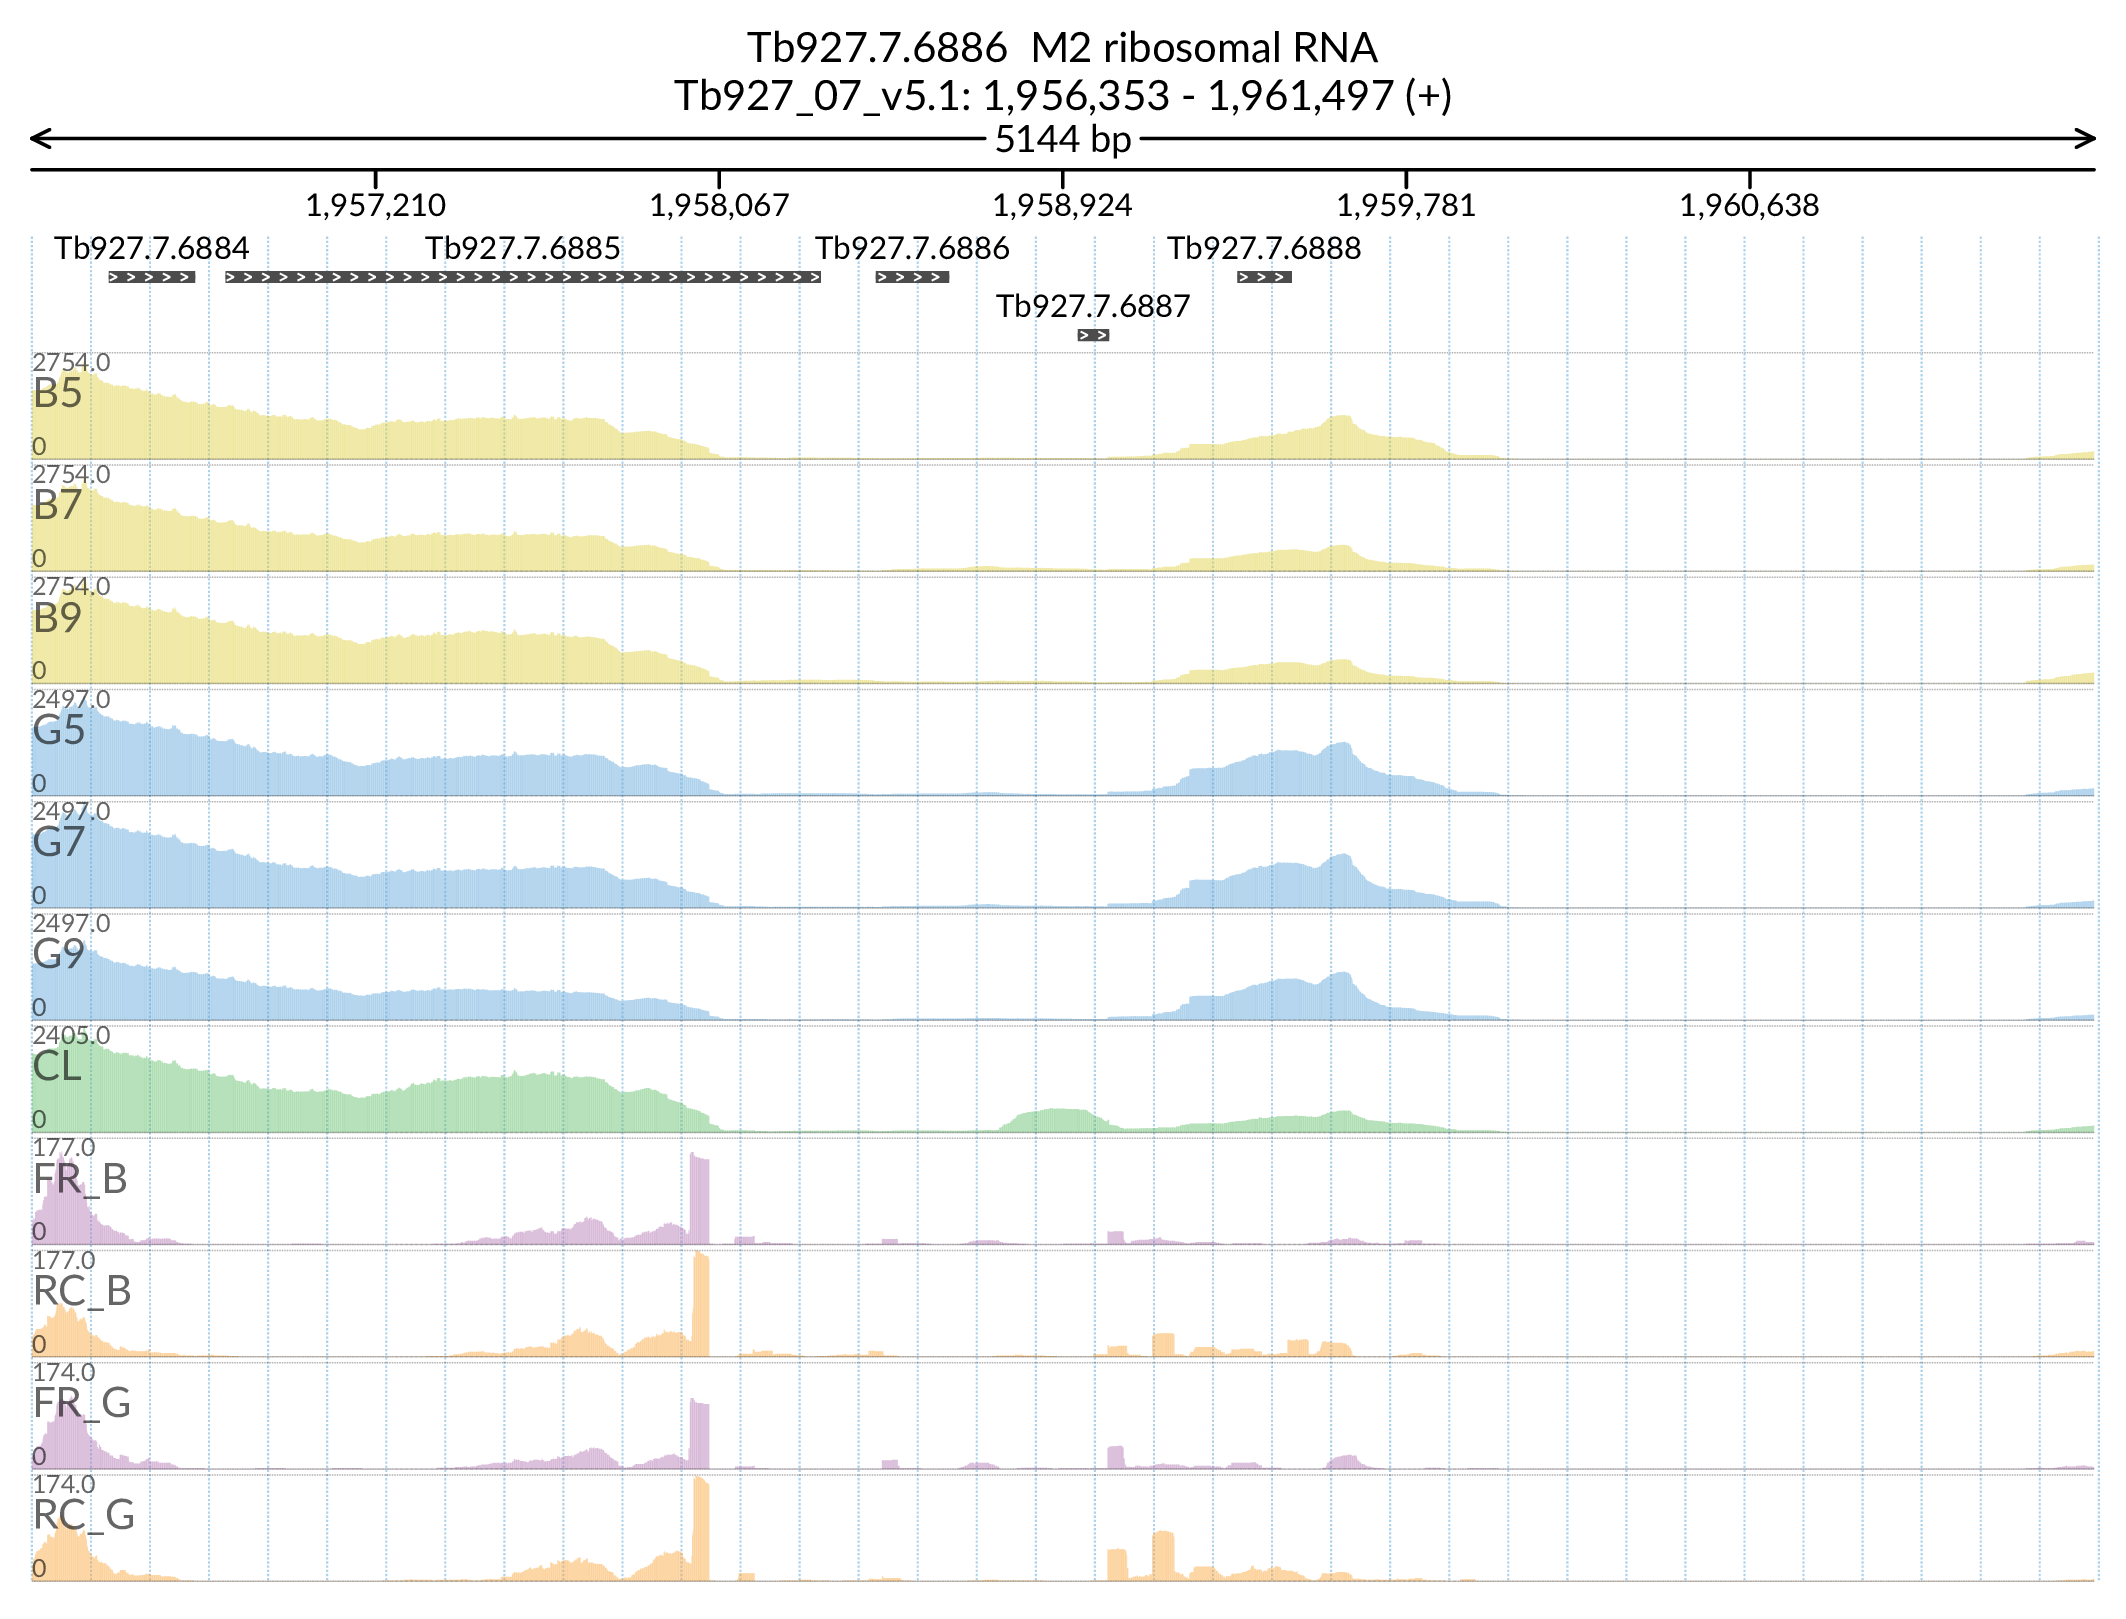 Tb927.7.6886  M2 ribosomal RNA
Tb927_07_v5.1: 1,956,353 - 1,961,497 (+)
5144 bp
1,957,210 1,958,067 1,958,924 1,959,781 1,960,638
Tb927.7.6884 Tb927.7.6885 Tb927.7.6886 Tb927.7.6888
Tb927.7.6887
2754.0
B5
0
2754.0
B7
0
2754.0
B9
0
2497.0
G5
0
2497.0
G7
0
2497.0
G9
0
2405.0
CL
0
177.0
FR_B
0
177.0
RC_B
0
174.0
FR_G
0
174.0
RC_G
0